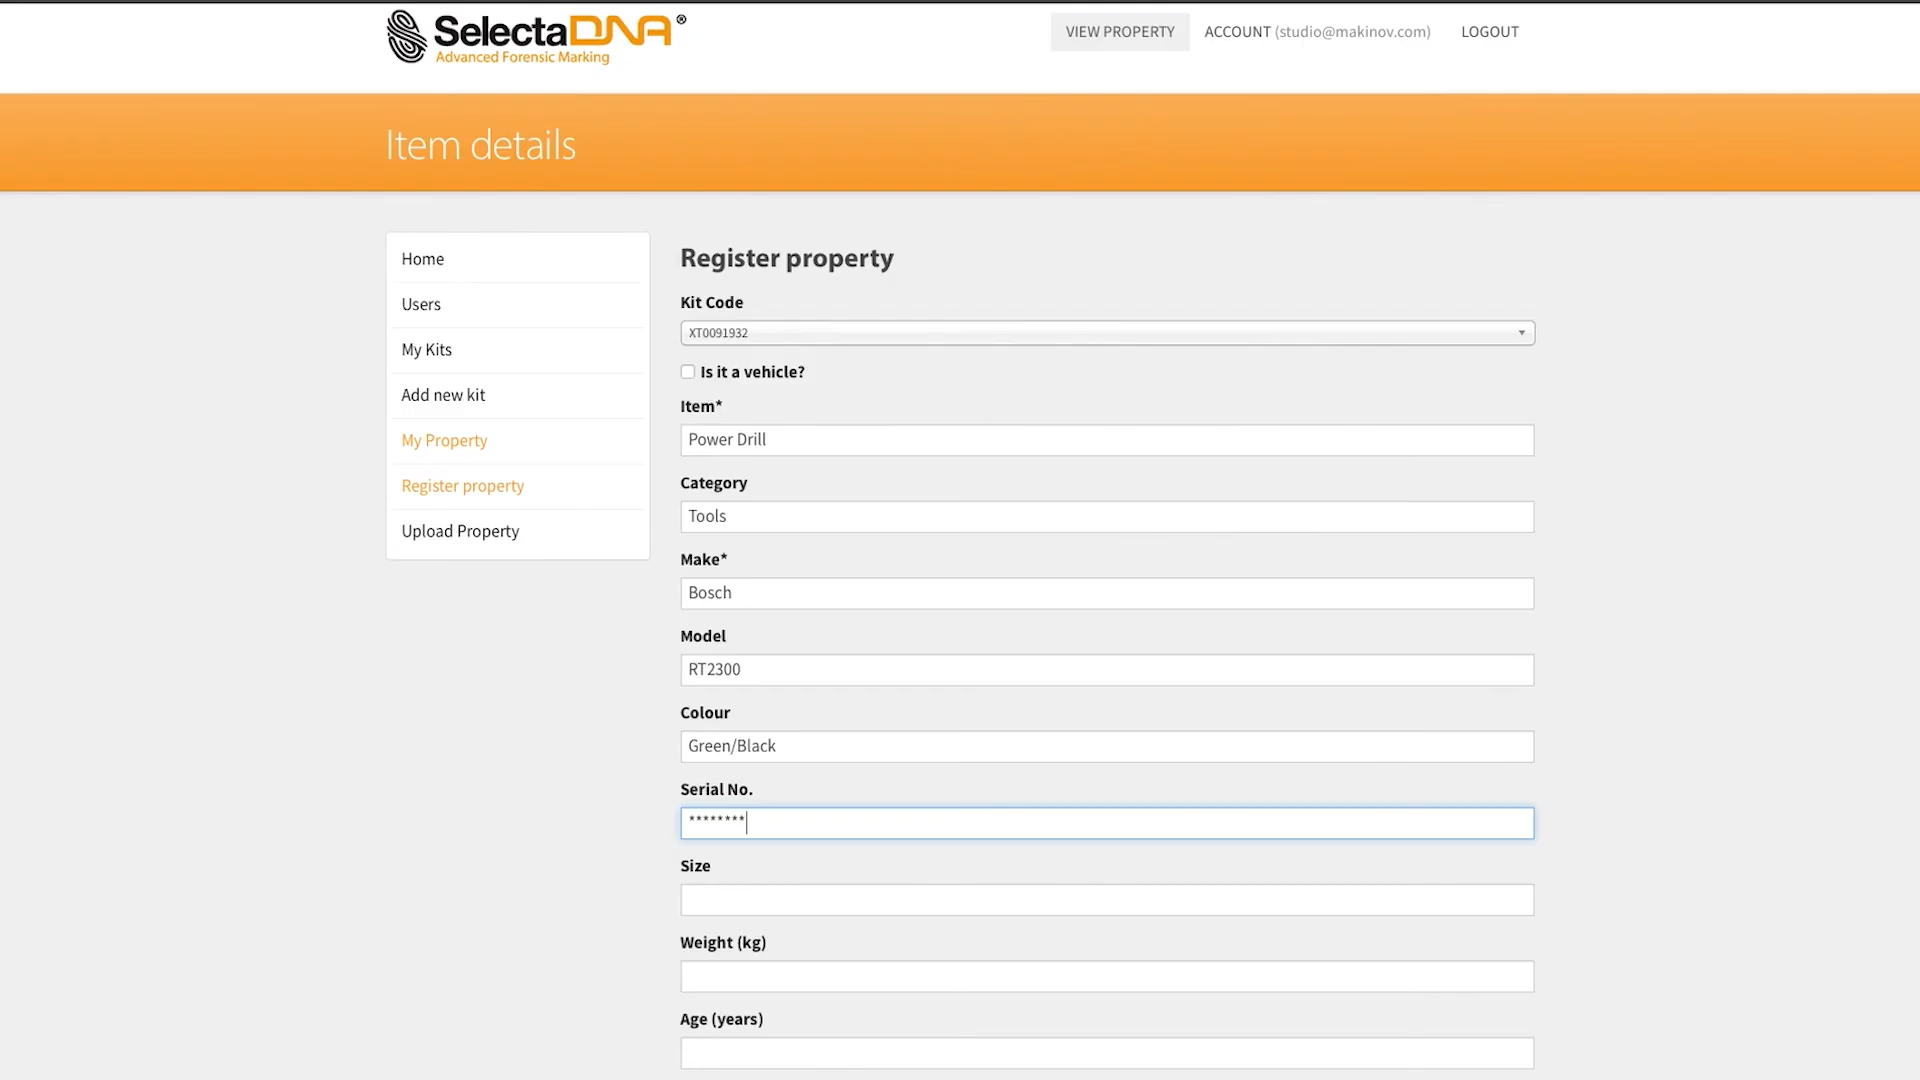 SelectaDNA®
Advanced Forensic Marking
VIEW PROPERTY
ACCOUNT (studio@makinov.com)
LOGOUT
Item details
Home
Users
My Kits
Add new kit
My Property
Register property
Upload Property
Register property
Kit Code
XT0091932
Is it a vehicle?
Item*
Power Drill
Category
Tools
Make*
Bosch
Model
RT2300
Colour
Green/Black
Serial No.
********
Size
Weight (kg)
Age (years)